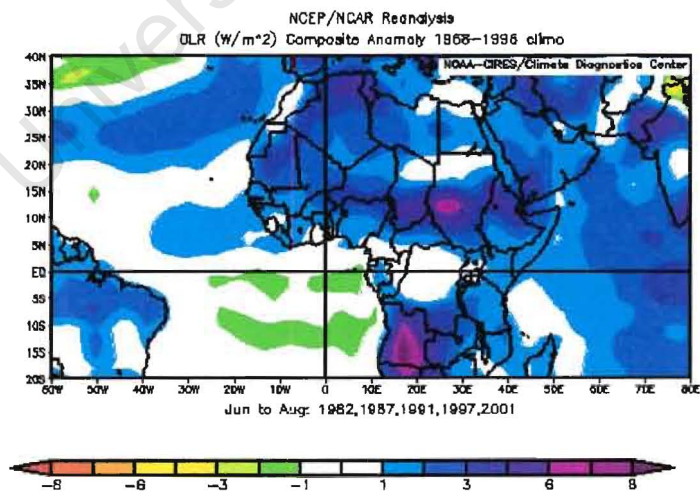 NCEP/NCAR Reanalysis
OLR (W/m^2) Composite Anomaly 1968-1996 climo
NOAA-CIRES/Climate Diagnostics Center
40N
35N
30N
25N
20N
15N
10N
5N
EQ
5S
10S
15S
20S
60W 50W 40W 30W 20W 10W 0 10E 20E 30E 40E 50E 60E 70E 80E
Jun to Aug: 1982,1987,1991,1997,2001
-8 -6 -3 -1 1 3 6 8
Univers